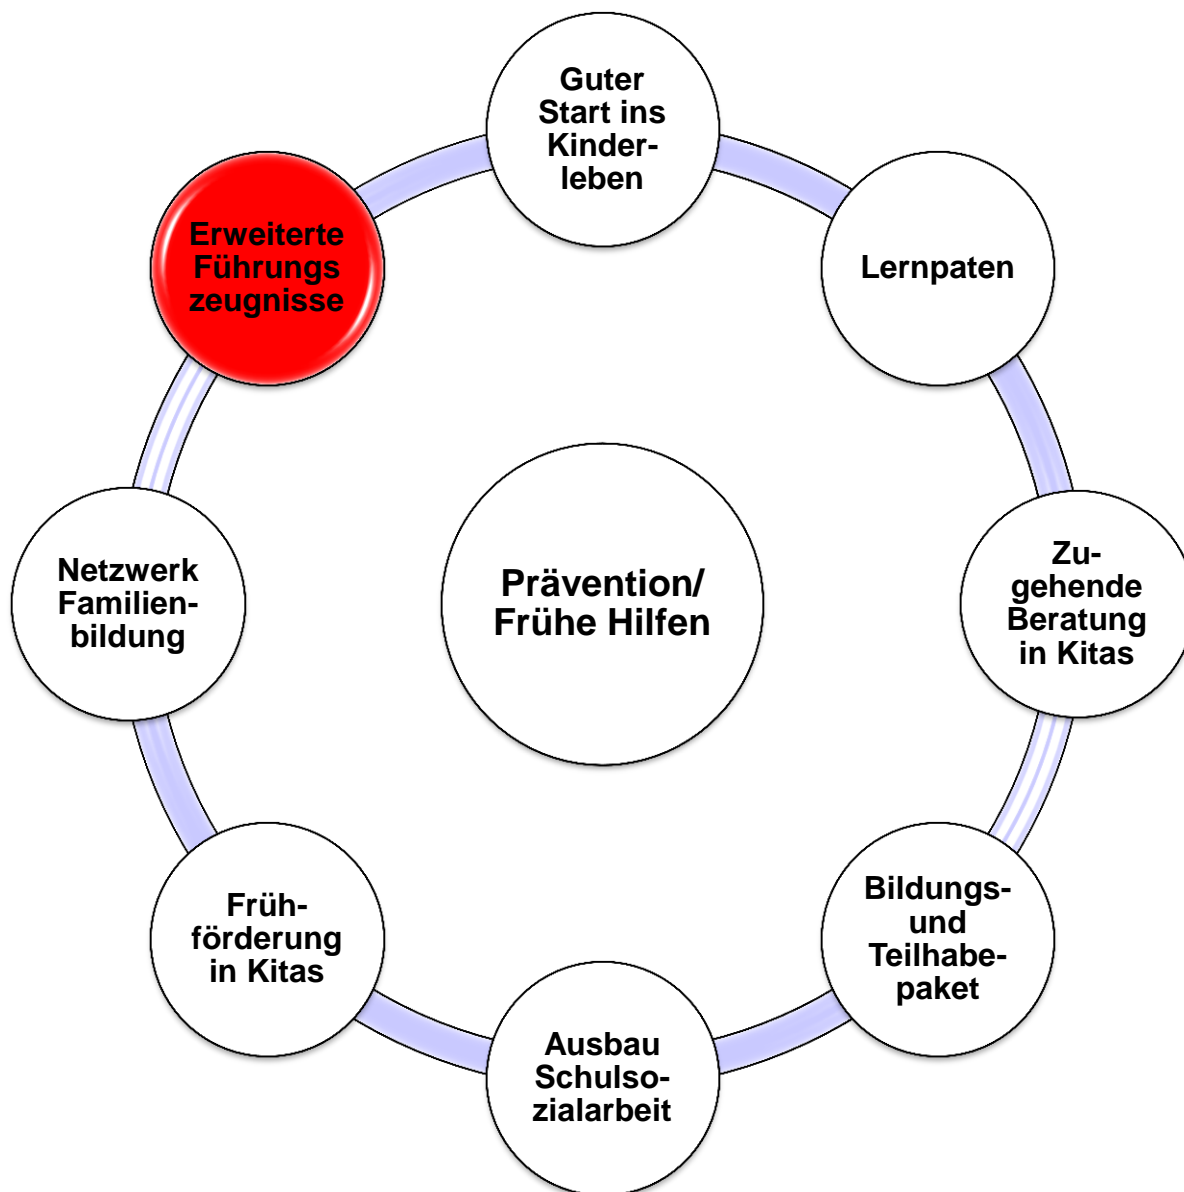 Guter
Start ins
Kinder-
leben
Lernpaten
Zu-
gehende
Beratung
in Kitas
Bildungs-
und
Teilhabe-
paket
Ausbau
Schulso-
zialarbeit
Früh-
förderung
in Kitas
Netzwerk
Familien-
bildung
Erweiterte
Führungs
zeugnisse
Prävention/
Frühe Hilfen